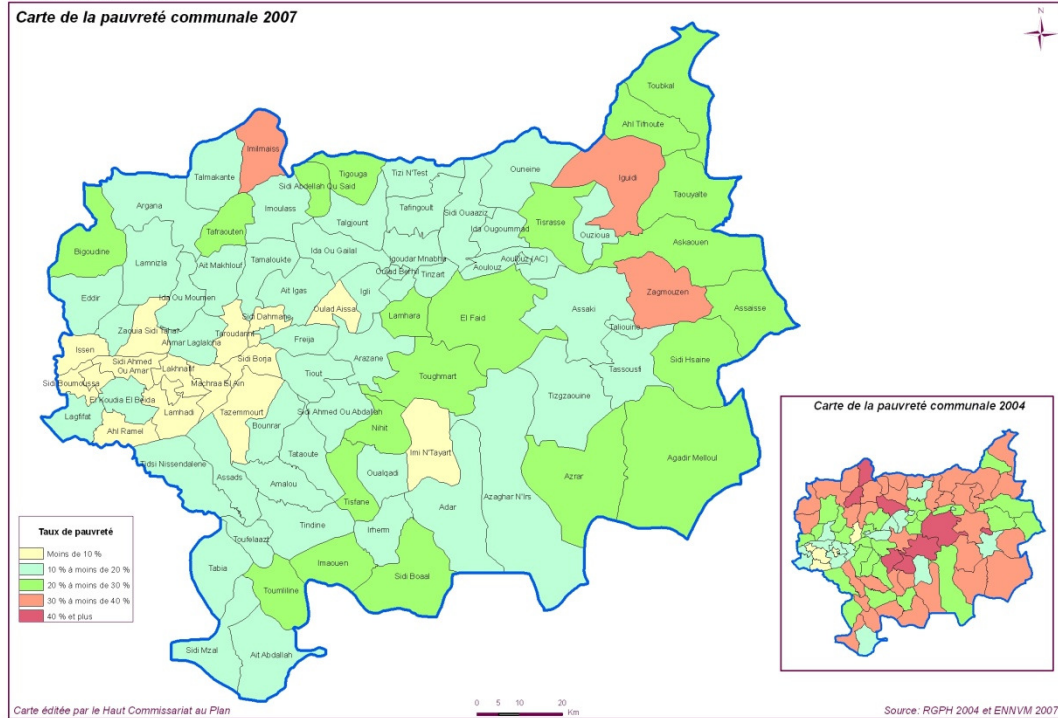 Carte de la pauvreté communale 2007
N
Toubkal
Ahl Tifnoute
Imilmaiss
Talmakante
Tigouga
Sidi Abdellah Ou Said
Tizi N'Test
Ouneine
Iguidi
Taouyalte
Argana
Imoulass
Talgjount
Tafingoult
Sidi Ouaaziz
Tisrasse
Tafraouten
Ida Ougoummad
Ouzioua
Askaouen
Bigoudine
Lamnizla
Ait Makhlouf
Tamaloukte
Ida Ou Gailal
Igoudar Mnabha
Aoulouz
Aoulouz (AC)
Oulad Berhil
Tinzart
Eddir
Ida Ou Moumen
Ait Igas
Igli
Zagmouzen
Assaisse
Oulad Aissa
Lamhara
El Faid
Assaki
Sidi Dahmane
Zaouia Sidi Tahar
Taroudannt
Taliouine
Freija
Ahmar Laglalcha
Issen
Sidi Borja
Arazane
Sidi Hsaine
Sidi Ahmed
Ou Amar
Lakhnafif
Tiout
Tassousfi
Sidi Boumoussa
Machraa El Ain
Toughmart
El Koudia El Beida
Lagfifat
Lamhadi
Tazemmourt
Sidi Ahmed Ou Abdallah
Tizgzaouine
Ahl Ramel
Bounrar
Nihit
Imi N'Tayart
Agadir Melloul
Tidsi Nissendalene
Tataoute
Oualqadi
Azrar
Assads
Amalou
Tisfane
Azaghar N'Irs
Adar
Tindine
Irherm
Toufelaazt
Tabia
Imaouen
Sidi Boaal
Toumliline
Sidi Mzal
Ait Abdallah
Taux de pauvreté
Moins de 10 %
10 % à moins de 20 %
20 % à moins de 30 %
30 % à moins de 40 %
40 % et plus
Carte de la pauvreté communale 2004
0 5 10 20
Km
Carte éditée par le Haut Commissariat au Plan
Source: RGPH 2004 et ENNVM 2007